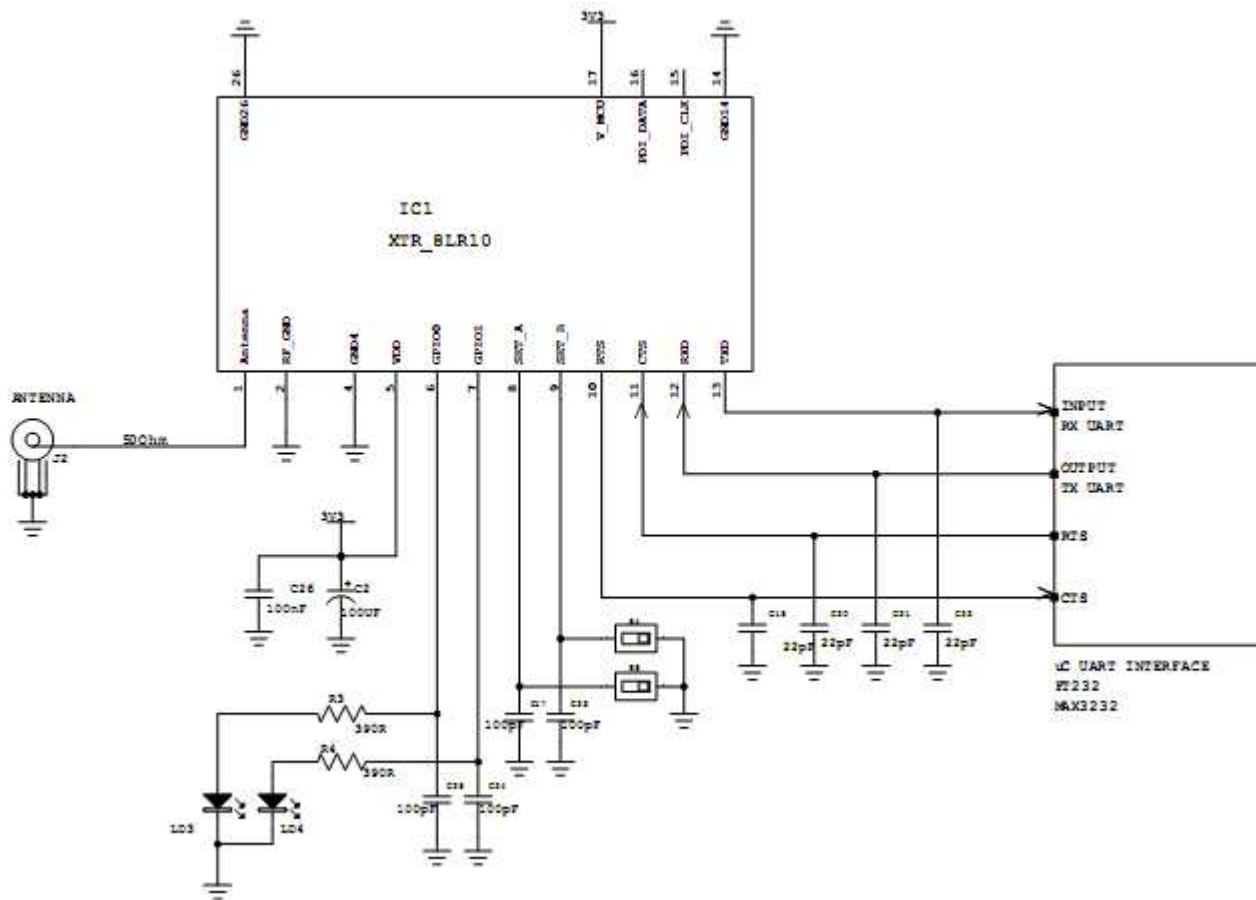 3V3
26
17
16
15
14
GND26
V_MCU
PDI_DATA
PDI_CLK
GND14
IC1
XTR_8LR10
Antenna
RF_GND
GND4
VDD
GPIO0
GPIO1
RTS
CTS
RXD
TXD
1
2
4
5
6
7
8
9
10
11
12
13
ANTENNA
J2
50Ohm
INPUT
RX UART
OUTPUT
TX UART
RTS
CTS
3V3
C26
100nF
C2
100UF
22pF
22pF
22pF
22pF
uC UART INTERFACE
FT232
MAX3232
R3
390R
R4
390R
100pF
100pF
100pF
100pF
LD3
LD4